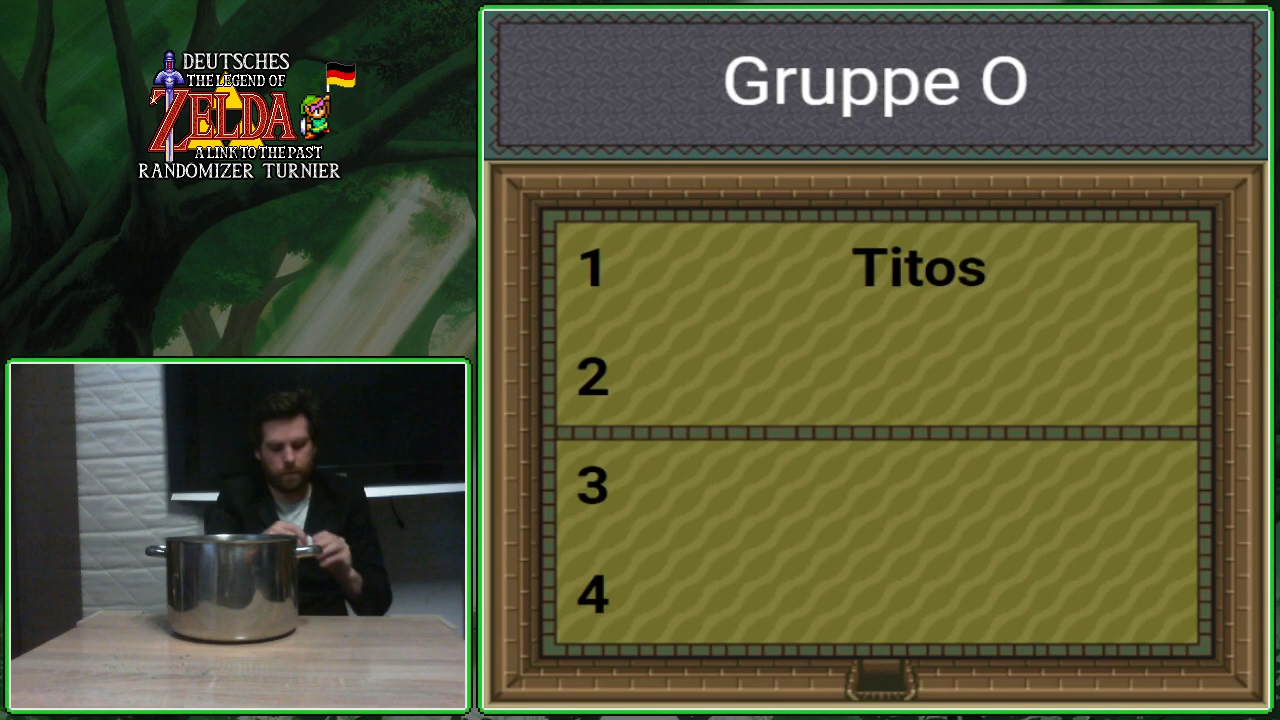 DEUTSCHES
THE LEGEND OF
ZELDA
A LINK TO THE PAST
RANDOMIZER TURNIER
Gruppe O
1 Titos
2
3
4